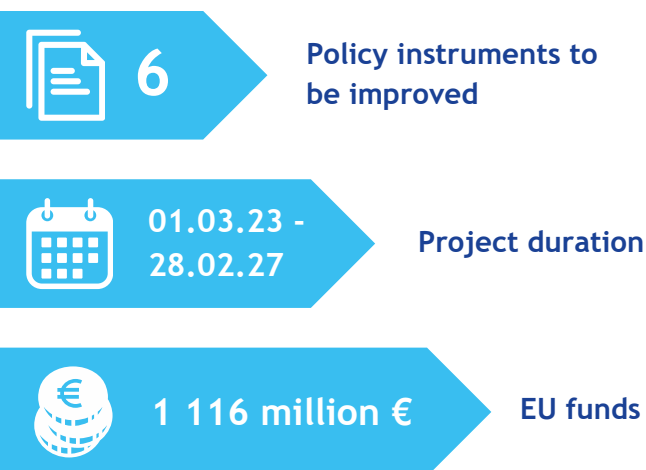 6
Policy instruments to
be improved
01.03.23 -
28.02.27
Project duration
€
1 116 million €
EU funds